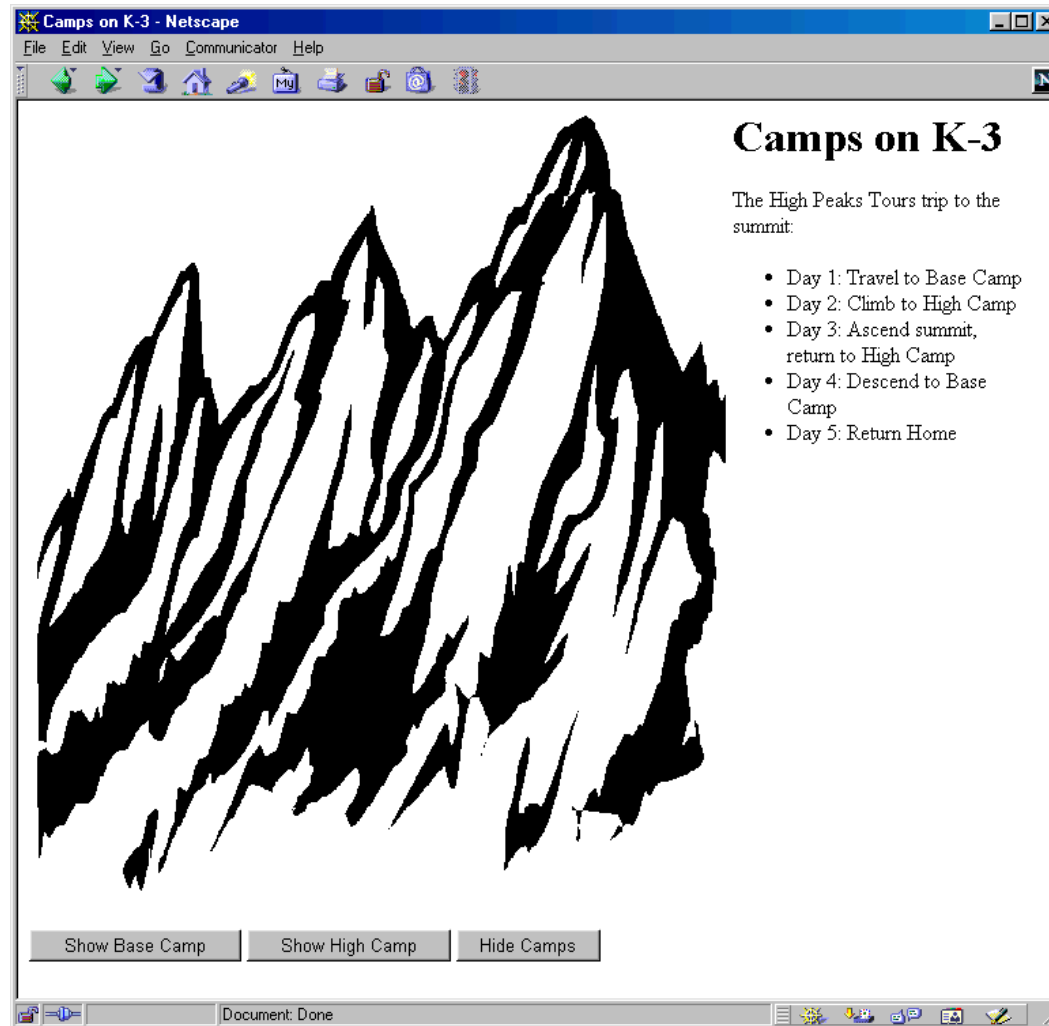 Camps on K-3 - Netscape
File Edit View Go Communicator Help
My
N
Camps on K-3
The High Peaks Tours trip to the
summit:
• Day 1: Travel to Base Camp
• Day 2: Climb to High Camp
• Day 3: Ascend summit,
return to High Camp
• Day 4: Descend to Base
Camp
• Day 5: Return Home
Show Base Camp Show High Camp Hide Camps
Document: Done